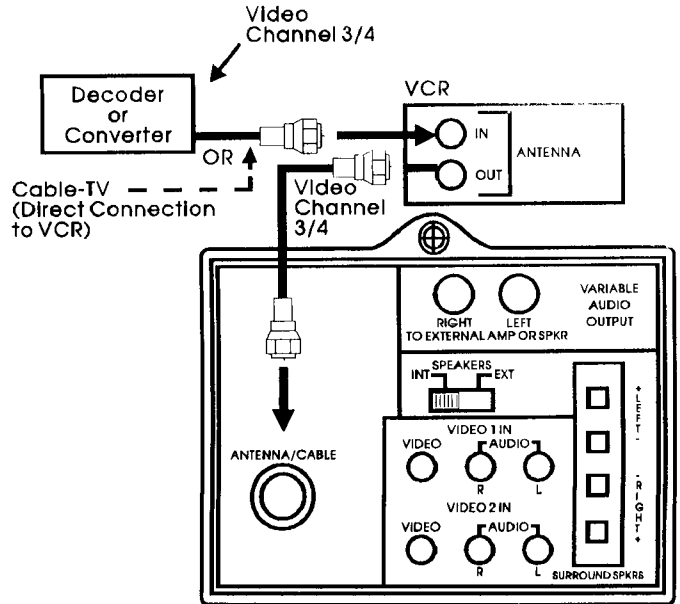 Video
Channel 3/4
Decoder
or
Converter
VCR
IN
OUT
ANTENNA
OR
Cable-TV
(Direct Connection
to VCR)
Video
Channel
3/4
RIGHT
LEFT
TO EXTERNAL AMP OR SPKR
VARIABLE
AUDIO
OUTPUT
SPEAKERS
INT
EXT
ANTENNA/CABLE
VIDEO 1 IN
VIDEO
AUDIO
R
L
VIDEO 2 IN
VIDEO
AUDIO
R
L
+LEFT-
-RIGHT+
SURROUND SPKRS